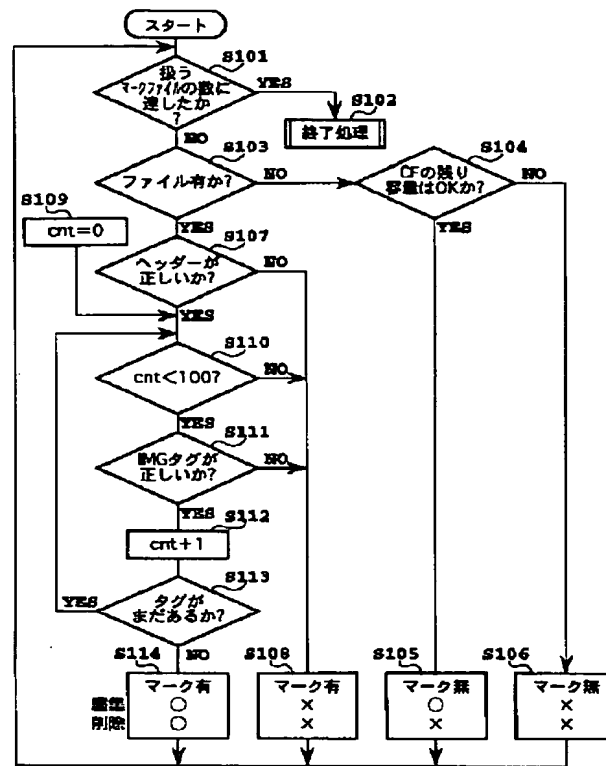 スタート
S101
扱う
マークファイルの数に
達したか
?
YES
S102
終了処理
NO
S103
ファイル有か?
NO
S104
CFの残り
容量はOKか?
NO
S109
cnt=0
YES
S107
YES
ヘッダーが
正しいか?
NO
YES
S110
cnt<100?
NO
YES
S111
IMGタグが
正しいか?
NO
YES
S112
cnt+1
S113
タグが
まだあるか?
YES
NO
S114
S108
S105
S106
マーク有
マーク有
マーク無
マーク無
○
×
○
×
削除
○
×
×
×